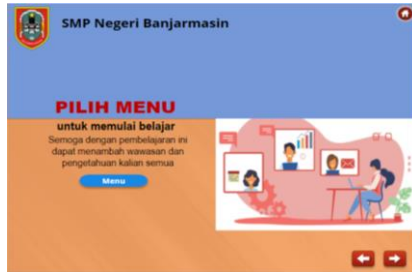 SMP Negeri Banjarmasin
PILIH MENU
untuk memulai belajar
Semoga dengan pembelajaran ini
dapat menambah wawasan dan
pengetahuan kalian semua
Menu